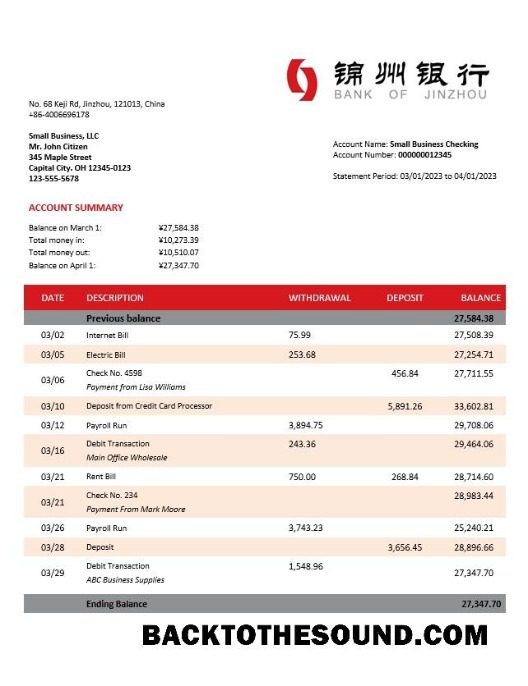 锦州银行
BANK OF JINZHOU
No. 68 Keji Rd, Jinzhou, 121013, China
+86-4006696178
Small Business, LLC
Mr. John Citizen
345 Maple Street
Capital City. OH 12345-0123
123-555-5678
Account Name: Small Business Checking
Account Number: 000000012345
Statement Period: 03/01/2023 to 04/01/2023
ACCOUNT SUMMARY
Balance on March 1: ¥27,584.38
Total money in: ¥10,273.39
Total money out: ¥10,510.07
Balance on April 1: ¥27,347.70
DATE DESCRIPTION WITHDRAWAL DEPOSIT BALANCE
Previous balance 27,584.38
03/02 Internet Bill 75.99 27,508.39
03/05 Electric Bill 253.68 27,254.71
03/06 Check No. 4598 456.84 27,711.55
Payment from Lisa Williams
03/10 Deposit from Credit Card Processor 5,891.26 33,602.81
03/12 Payroll Run 3,894.75 29,708.06
03/16 Debit Transaction 243.36 29,464.06
Main Office Wholesale
03/21 Rent Bill 750.00 268.84 28,714.60
03/21 Check No. 234 28,983.44
Payment From Mark Moore
03/26 Payroll Run 3,743.23 25,240.21
03/28 Deposit 3,656.45 28,896.66
03/29 Debit Transaction 1,548.96 27,347.70
ABC Business Supplies
Ending Balance 27,347.70
BACKTOTHESOUND.COM